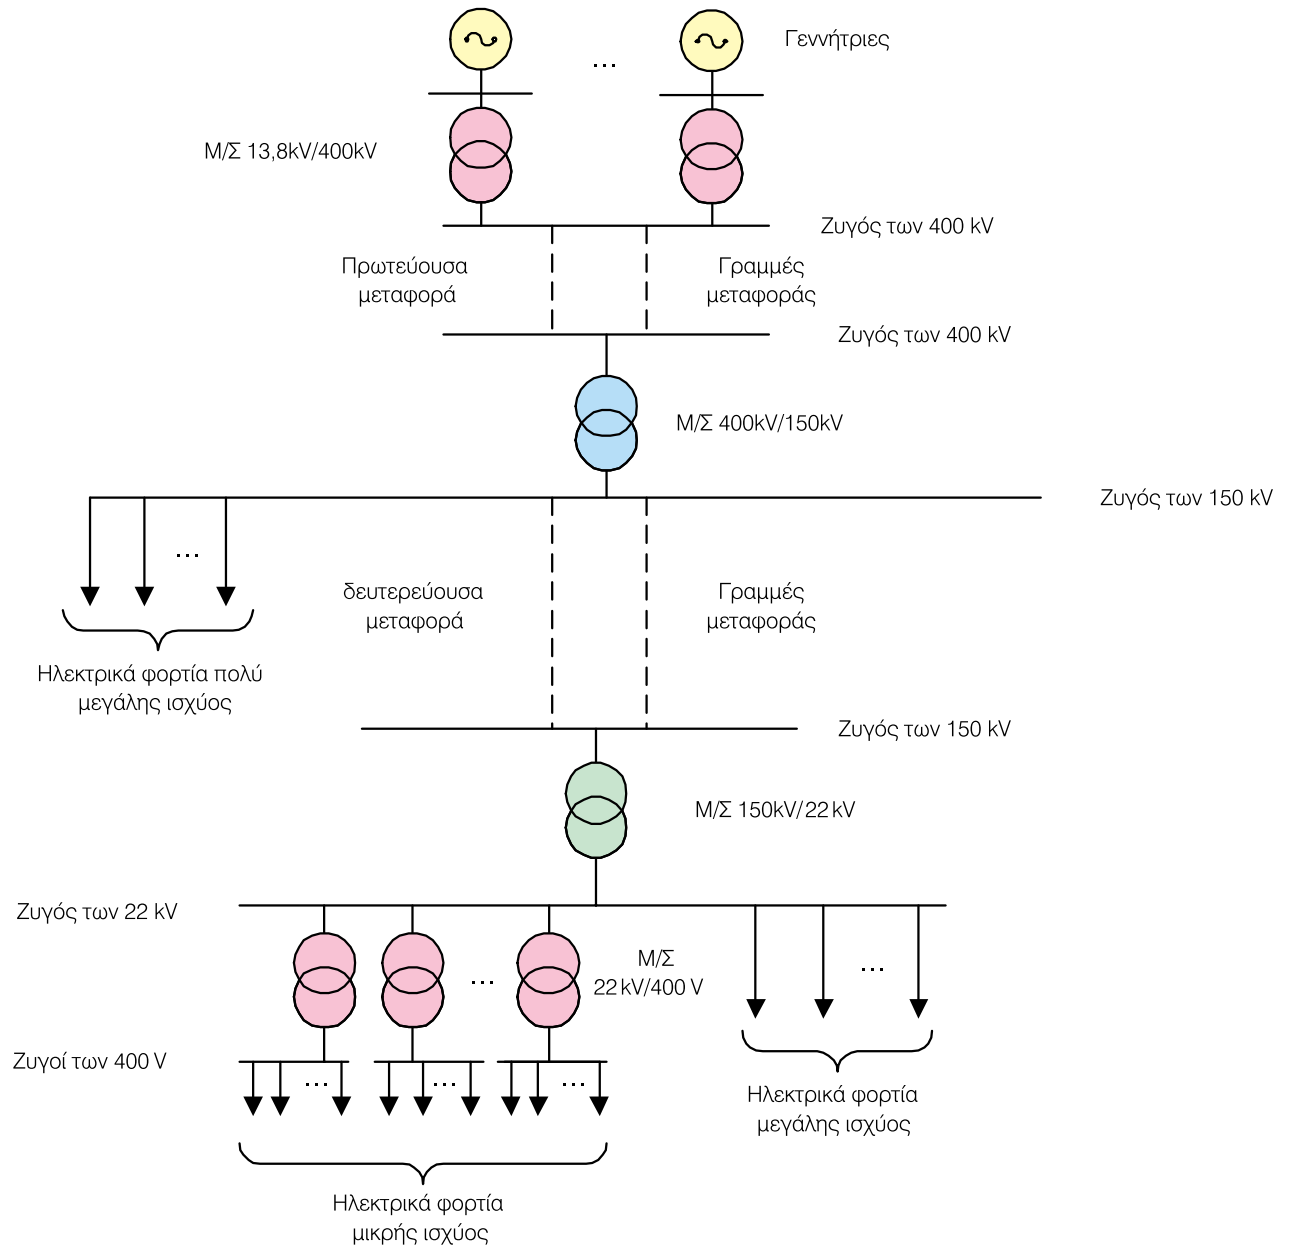 Γεννήτριες
...
Μ/Σ 13,8kV/400kV
Ζυγός των 400 kV
Πρωτεύουσα
μεταφορά
Γραμμές
μεταφοράς
Ζυγός των 400 kV
Μ/Σ 400kV/150kV
Ζυγός των 150 kV
...
δευτερεύουσα
μεταφορά
Γραμμές
μεταφοράς
Ηλεκτρικά φορτία πολύ
μεγάλης ισχύος
Ζυγός των 150 kV
Μ/Σ 150kV/22 kV
Ζυγός των 22 kV
...
Μ/Σ
22 kV/400 V
...
Ζυγοί των 400 V
... ... ...
Ηλεκτρικά φορτία
μεγάλης ισχύος
Ηλεκτρικά φορτία
μικρής ισχύος